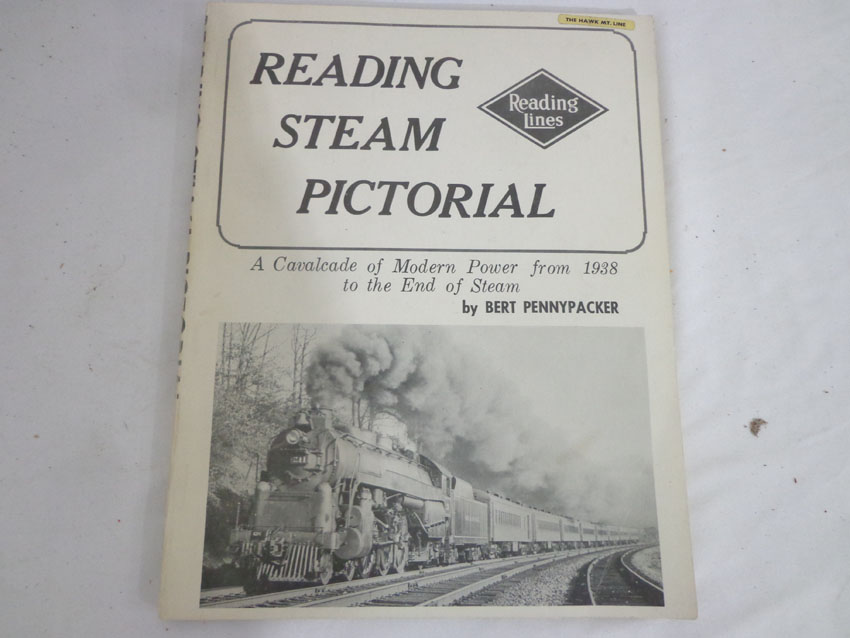 THE HAWK MT. LINE
READING
STEAM
PICTORIAL
Reading
Lines
A Cavalcade of Modern Power from 1938
to the End of Steam
by BERT PENNYPACKER